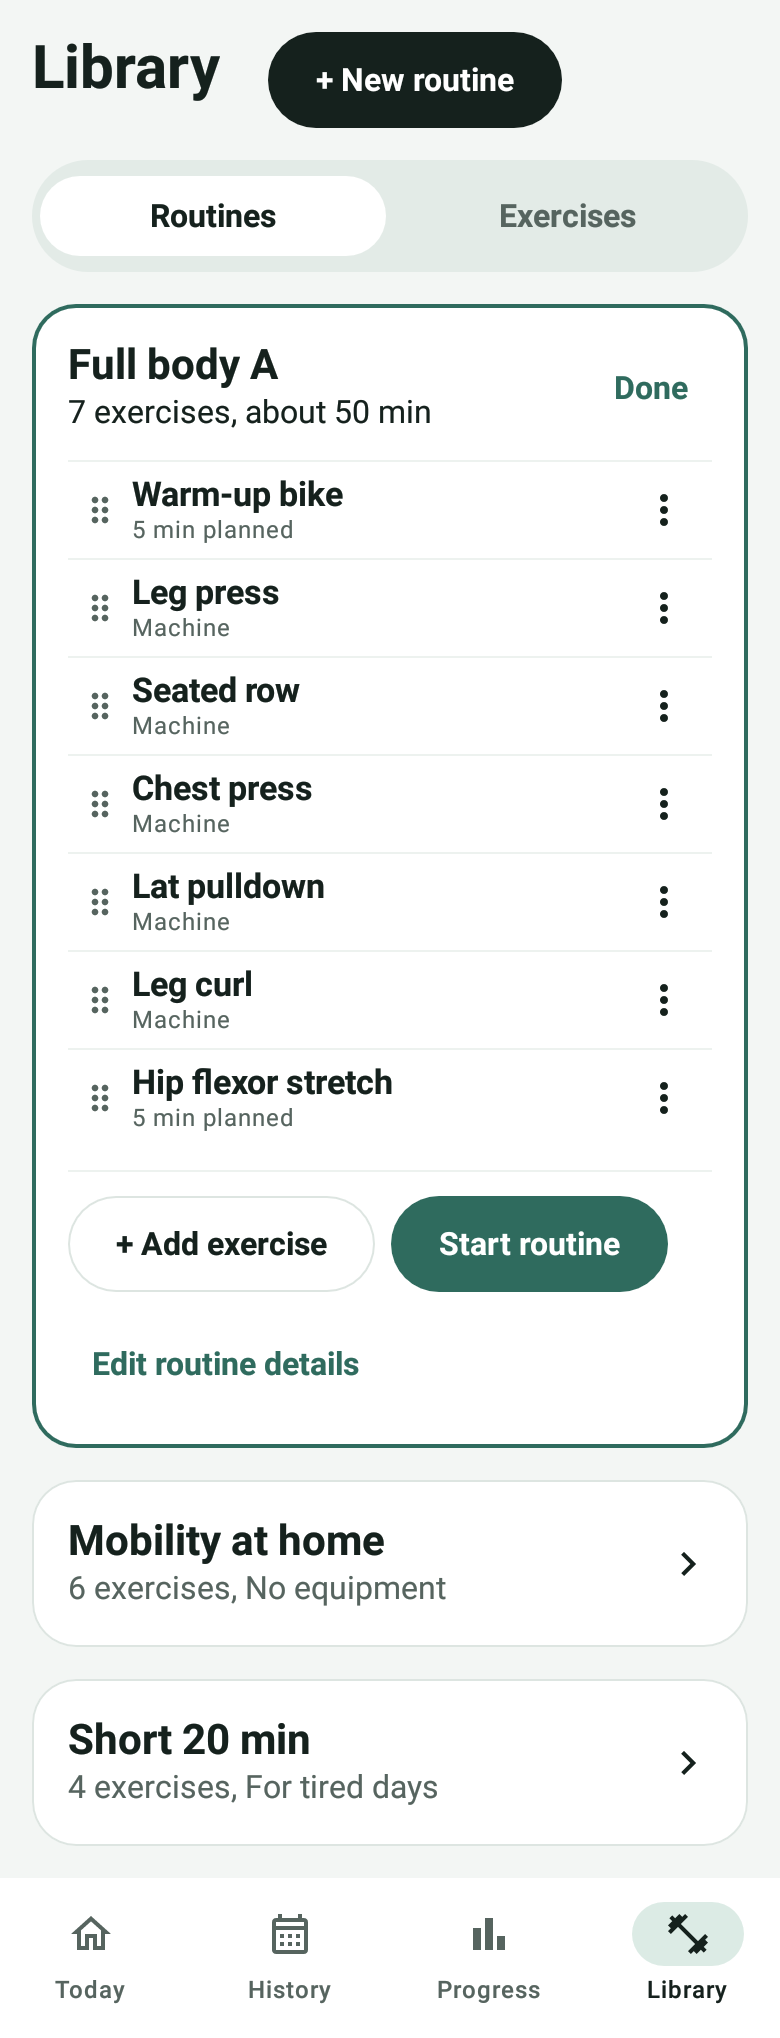 Library
+ New routine
Routines
Exercises
Full body A
7 exercises, about 50 min
Done
Warm-up bike
5 min planned
Leg press
Machine
Seated row
Machine
Chest press
Machine
Lat pulldown
Machine
Leg curl
Machine
Hip flexor stretch
5 min planned
+ Add exercise
Start routine
Edit routine details
Mobility at home
6 exercises, No equipment
Short 20 min
4 exercises, For tired days
Today
History
Progress
Library